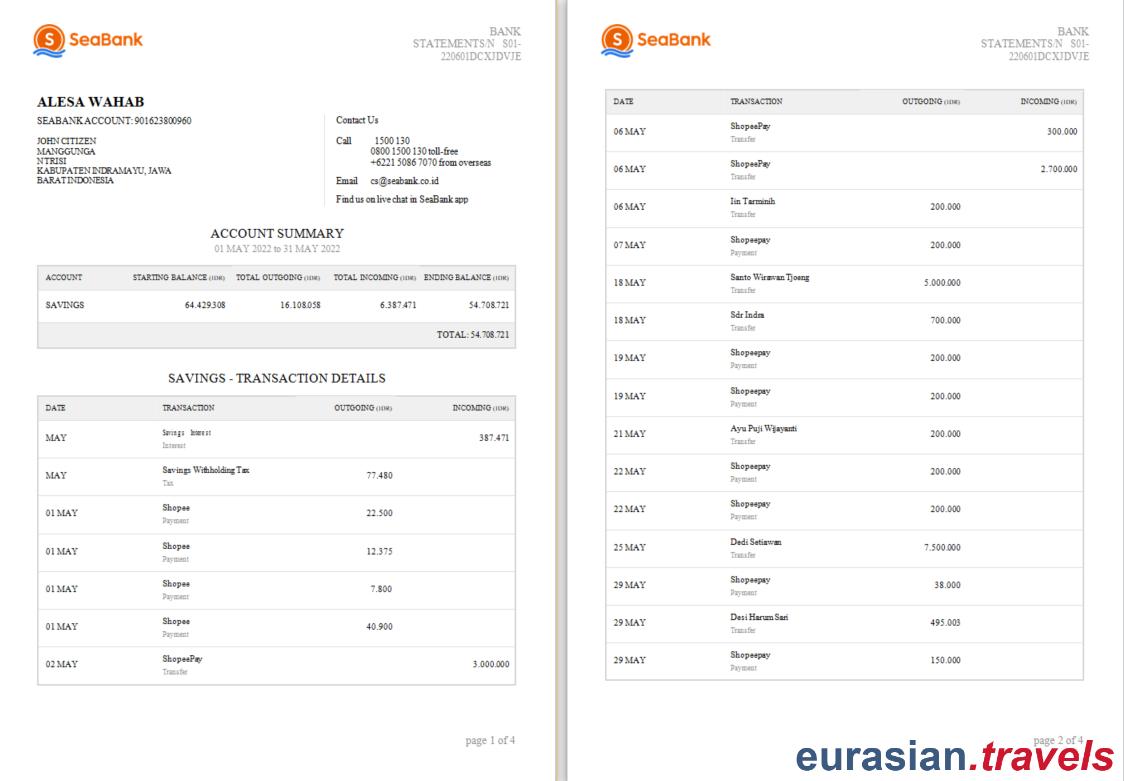 SeaBank
BANK
STATEMENTS/N S01-
220601DCXJDVJE
ALESA WAHAB
SEABANK ACCOUNT: 901623800960
JOHN CITIZEN
MANGGUNGA
NTRISI
KABUPATEN INDRAMAYU, JAWA
BARAT INDONESIA
Contact Us
Call 1500 130
0800 1500 130 toll-free
+6221 5086 7070 from overseas
Email cs@seabank.co.id
Find us on live chat in SeaBank app
ACCOUNT SUMMARY
01 MAY 2022 to 31 MAY 2022
ACCOUNT STARTING BALANCE (IDR) TOTAL OUTGOING (IDR) TOTAL INCOMING (IDR) ENDING BALANCE (IDR)
SAVINGS 64.429.308 16.108.058 6.387.471 54.708.721
TOTAL: 54.708.721
SAVINGS - TRANSACTION DETAILS
DATE TRANSACTION OUTGOING (IDR) INCOMING (IDR)
MAY Savings Interest 387.471
Interest
MAY Savings Withholding Tax 77.480
Tax
01 MAY Shopee 22.500
Payment
01 MAY Shopee 12.375
Payment
01 MAY Shopee 7.800
Payment
01 MAY Shopee 40.900
Payment
02 MAY ShopeePay 3.000.000
Transfer
page 1 of 4
SeaBank
BANK
STATEMENTS/N S01-
220601DCXJDVJE
DATE TRANSACTION OUTGOING (IDR) INCOMING (IDR)
06 MAY ShopeePay 300.000
Transfer
06 MAY ShopeePay 2.700.000
Transfer
06 MAY Iin Tarminih 200.000
Transfer
07 MAY Shopeepay 200.000
Payment
18 MAY Santo Wirawan Tjoeng 5.000.000
Transfer
18 MAY Sdr Indra 700.000
Transfer
19 MAY Shopeepay 200.000
Payment
19 MAY Shopeepay 200.000
Payment
21 MAY Ayu Puji Wijayanti 200.000
Transfer
22 MAY Shopeepay 200.000
Payment
22 MAY Shopeepay 200.000
Payment
25 MAY Dedi Setiawan 7.500.000
Transfer
29 MAY Shopeepay 38.000
Payment
29 MAY Desi Harum Sari 495.003
Transfer
29 MAY Shopeepay 150.000
Payment
page 2 of 4
eurasian.travels